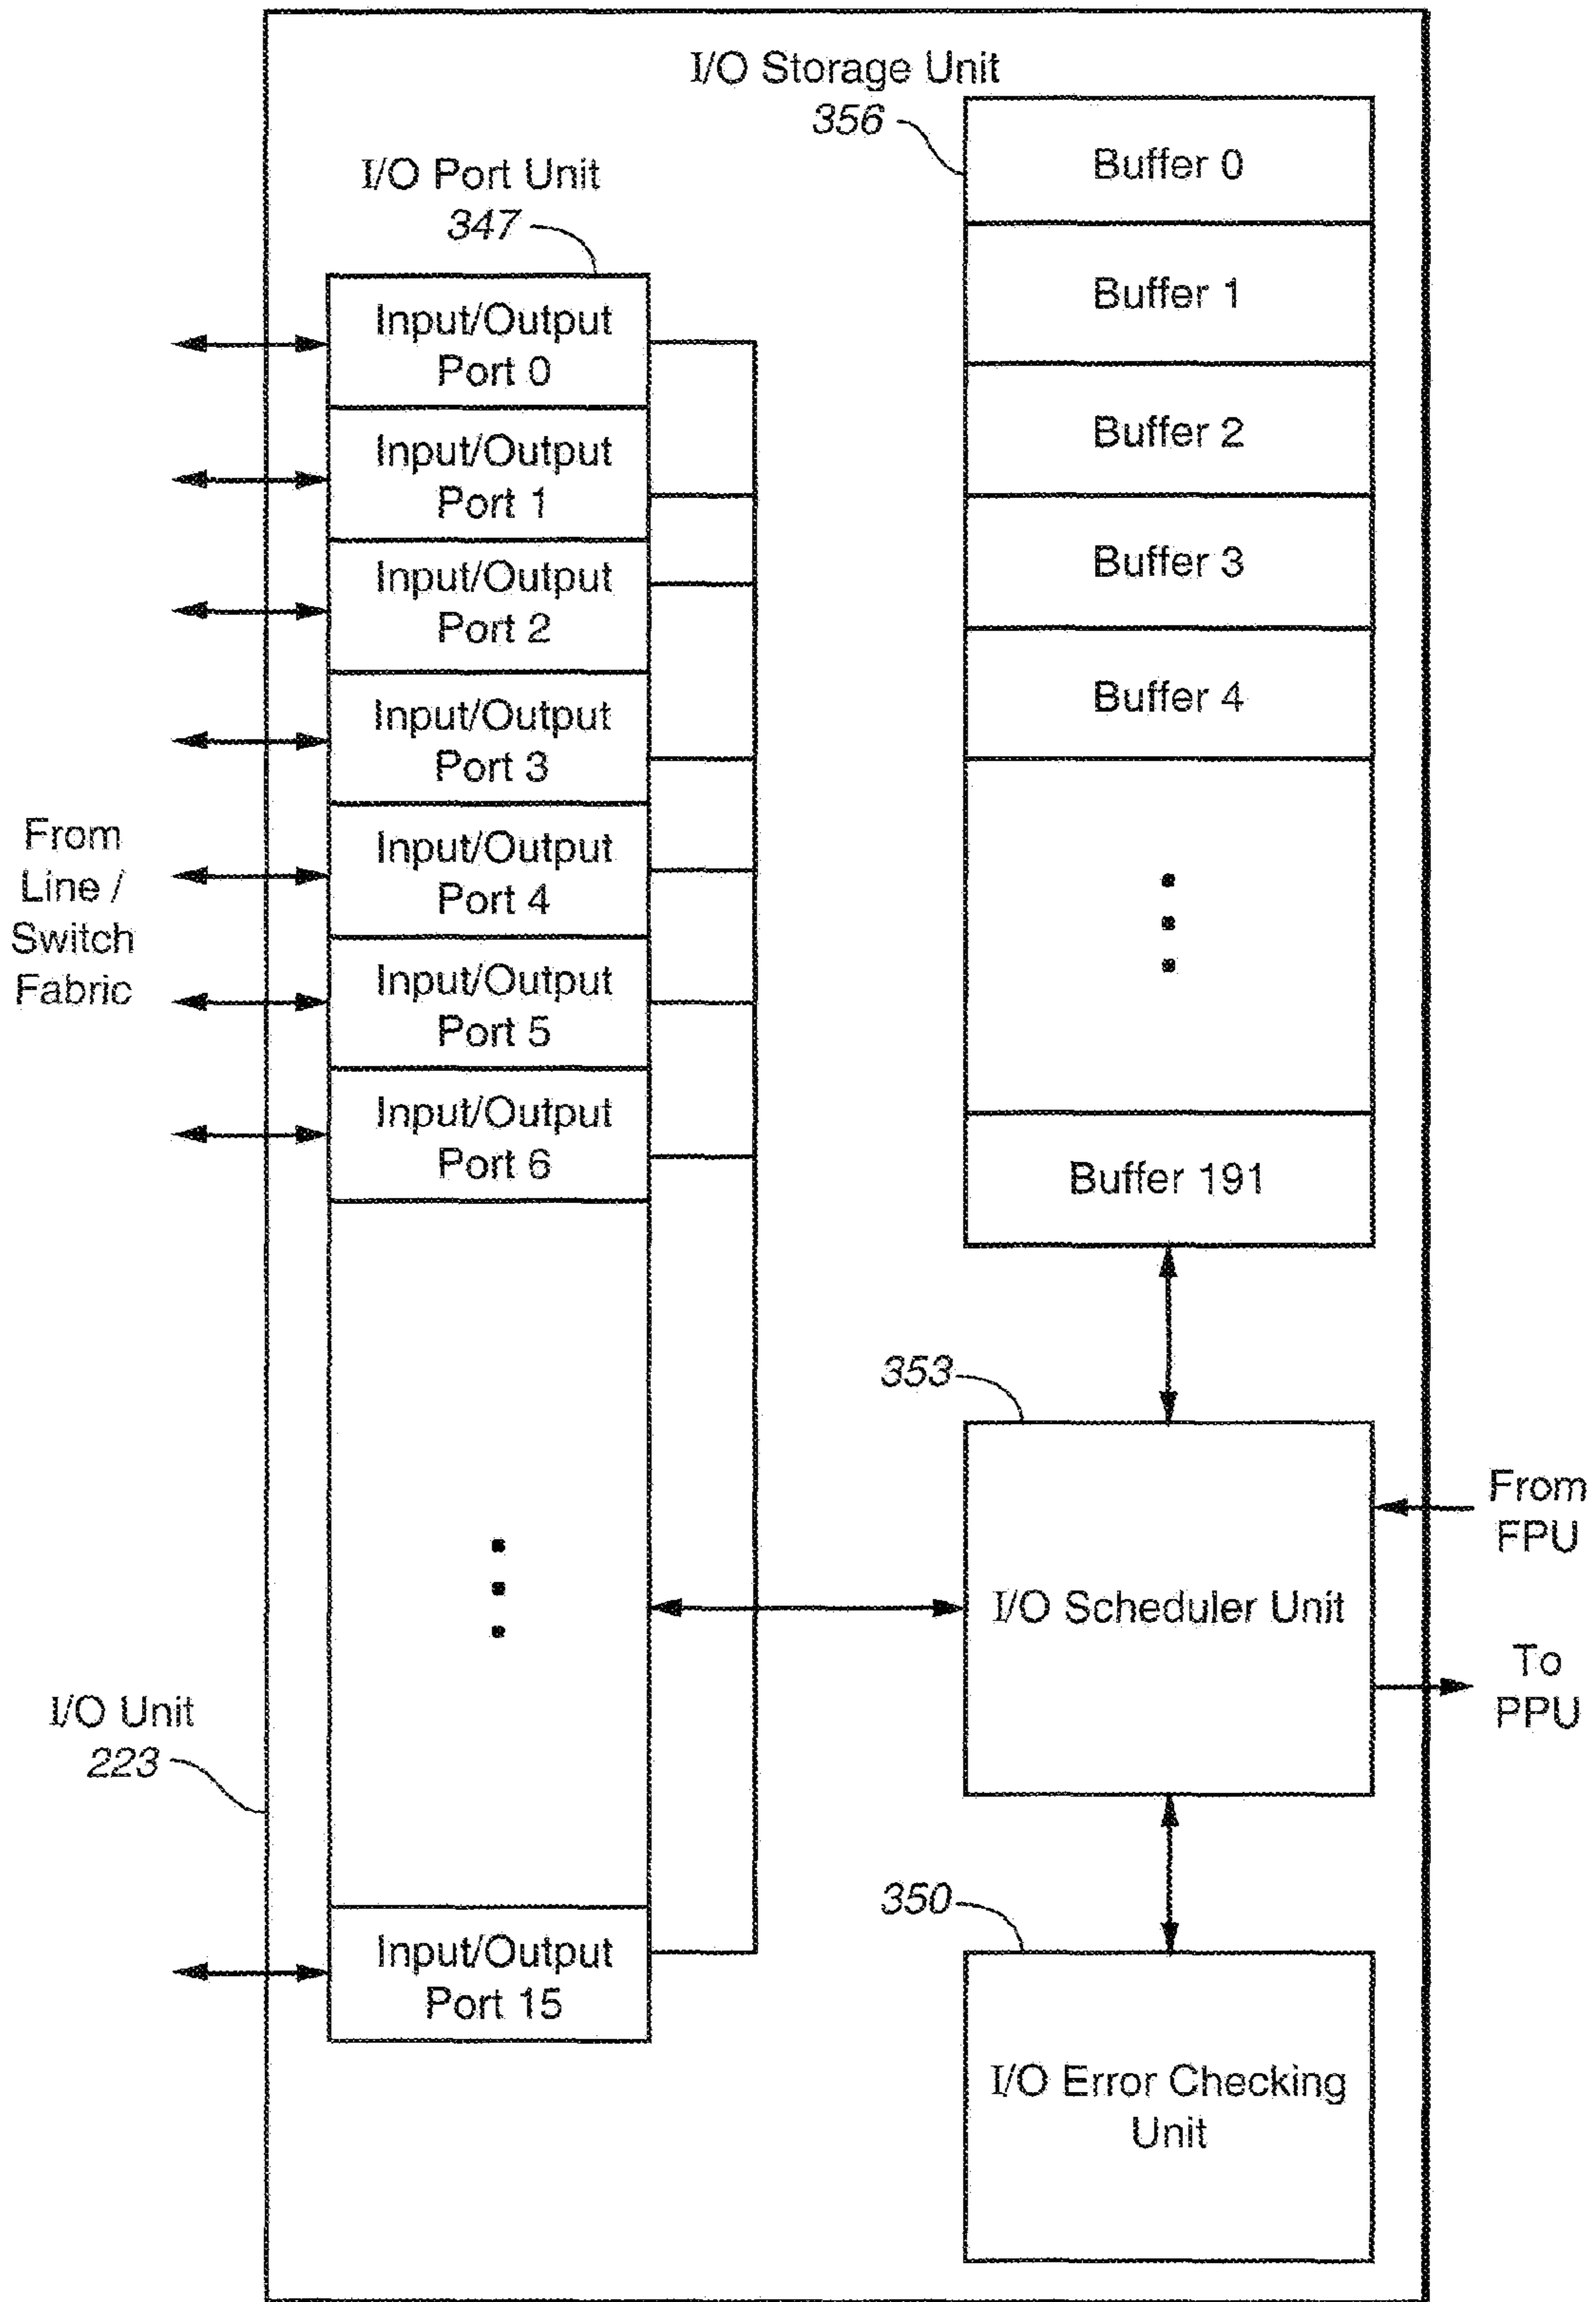 I/O Storage Unit
356
Buffer 0
Buffer 1
Buffer 2
Buffer 3
Buffer 4
Buffer 191
I/O Port Unit
347
Input/Output
Port 0
Input/Output
Port 1
Input/Output
Port 2
Input/Output
Port 3
Input/Output
Port 4
Input/Output
Port 5
Input/Output
Port 6
Input/Output
Port 15
From
Line /
Switch
Fabric
I/O Unit
223
353
I/O Scheduler Unit
From
FPU
To
PPU
350
I/O Error Checking
Unit